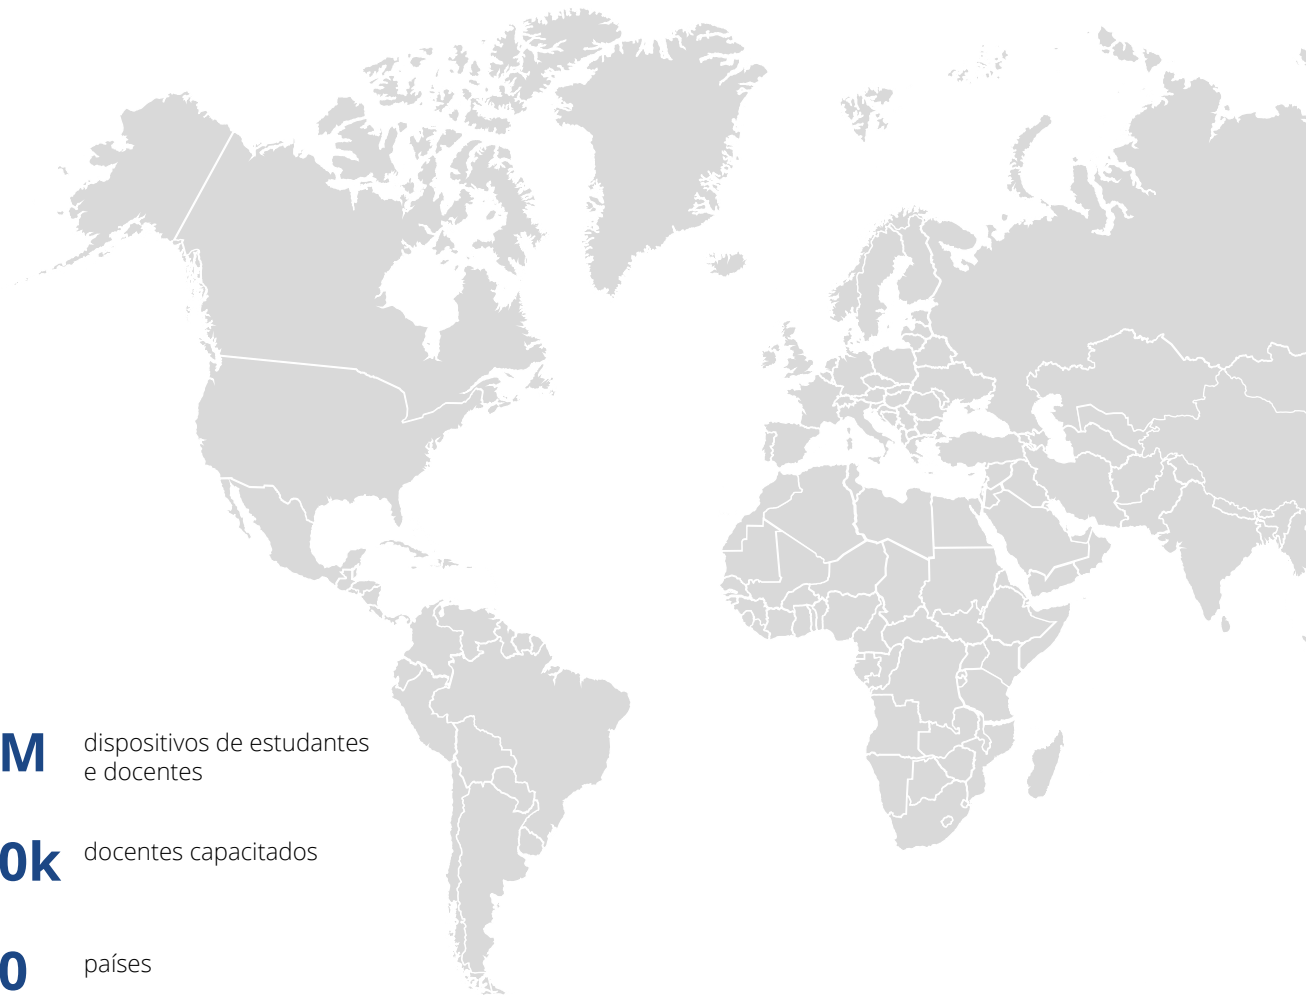 M
dispositivos de estudantes
e docentes
0k
docentes capacitados
0
países